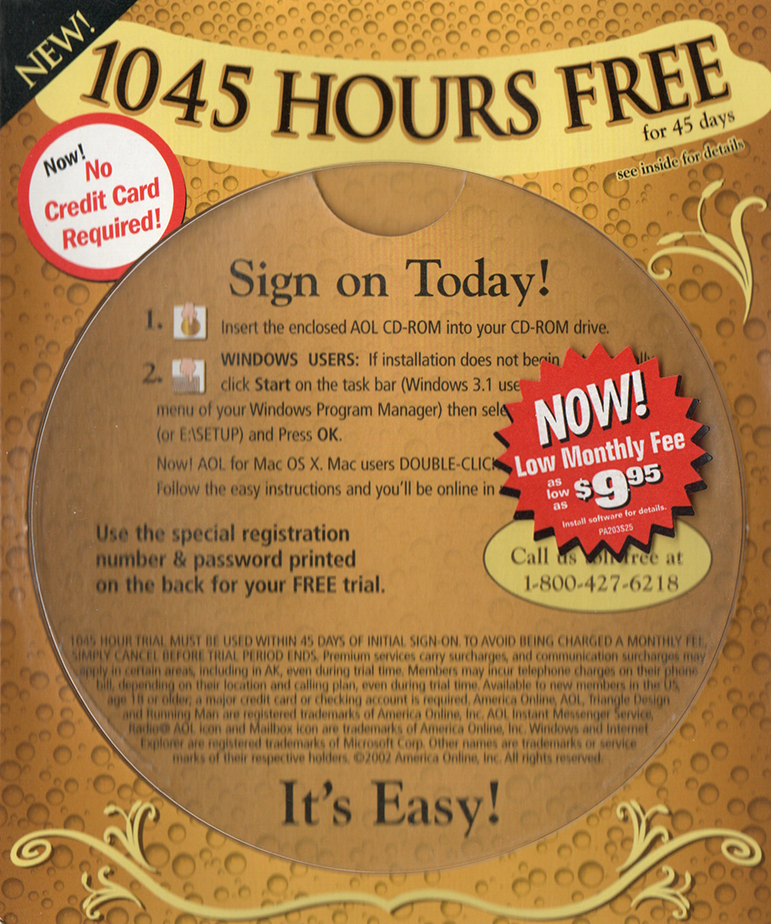 NEW!
1045 HOURS FREE
for 45 days
see inside for details
Now!
No
Credit Card
Required!
Sign on Today!
1. Insert the enclosed AOL CD-ROM into your CD-ROM drive.
2. WINDOWS USERS: If installation does not begin
click Start on the task bar (Windows 3.1 use
menu of your Windows Program Manager) then sele
(or E:\SETUP) and Press OK.
Now! AOL for Mac OS X. Mac users DOUBLE-CLICK
Follow the easy instructions and you'll be online in
NOW!
Low Monthly Fee
as
low
as
$9.95
Install software for details.
PA203S25
Use the special registration
number & password printed
on the back for your FREE trial.
Call us toll-free at
1-800-427-6218
1045 HOUR TRIAL MUST BE USED WITHIN 45 DAYS OF INITIAL SIGN-ON. TO AVOID BEING CHARGED A MONTHLY FEE,
SIMPLY CANCEL BEFORE TRIAL PERIOD ENDS. Premium services carry surcharges, and communication surcharges may
apply in certain areas, including in AK, even during trial time. Members may incur telephone charges on their phone
bill, depending on their location and calling plan, even during trial time. Available to new members in the US,
age 18 or older, a major credit card or checking account is required. America Online, AOL, Triangle Design
and Running Man are registered trademarks of America Online, Inc. AOL Instant Messenger Service,
Radio@ AOL icon and Mailbox icon are trademarks of America Online, Inc. Windows and Internet
Explorer are registered trademarks of Microsoft Corp. Other names are trademarks or service
marks of their respective holders. ©2002 America Online, Inc. All rights reserved.
It's Easy!